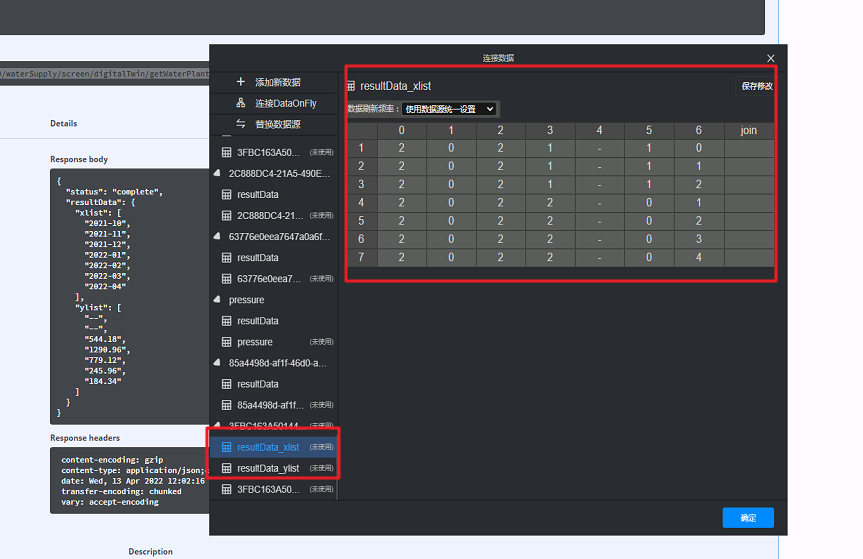 /waterSupply/screen/digitalTwin/getWaterPlant
Details
Response body
{
"status": "complete",
"resultData": {
"xlist": [
"2021-10",
"2021-11",
"2021-12",
"2022-01",
"2022-02",
"2022-03",
"2022-04"
],
"ylist": [
"--",
"--",
"544.18",
"1290.96",
"779.12",
"245.96",
"184.34"
]
}
}
Response headers
content-encoding: gzip
content-type: application/json;
date: Wed, 13 Apr 2022 12:02:16
transfer-encoding: chunked
vary: accept-encoding
Description
连接数据
添加新数据
连接DataOnFly
替换数据源
3FBC163A50... (未使用)
2C888DC4-21A5-490E...
resultData
2C888DC4-21... (未使用)
63776e0eea7647a0a6f...
resultData
63776e0eea7... (未使用)
pressure
resultData
pressure (未使用)
85a4498d-af1f-46d0-a...
resultData
85a4498d-af1f... (未使用)
3FBC163A50144...
resultData_xlist (未使用)
resultData_ylist (未使用)
3FBC163A50... (未使用)
resultData_xlist 保存修改
数据刷新频率： 使用数据源统一设置
0 1 2 3 4 5 6 join
1 2 0 2 1 - 1 0
2 2 0 2 1 - 1 1
3 2 0 2 1 - 1 2
4 2 0 2 2 - 0 1
5 2 0 2 2 - 0 2
6 2 0 2 2 - 0 3
7 2 0 2 2 - 0 4
确定